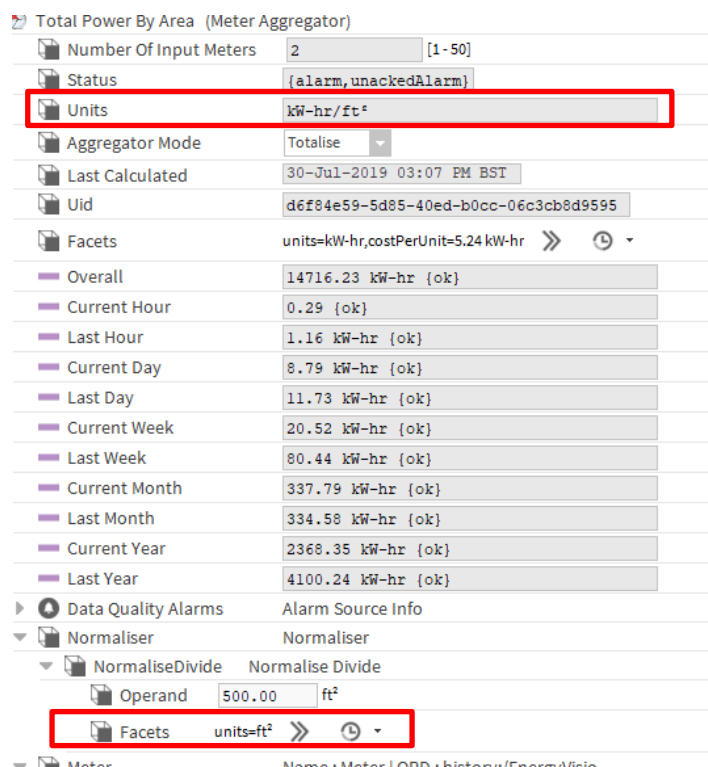 Total Power By Area (Meter Aggregator)
Number Of Input Meters 2 [1 - 50]
Status {alarm,unackedAlarm}
Units kW-hr/ft²
Aggregator Mode Totalise
Last Calculated 30-Jul-2019 03:07 PM BST
Uid d6f84e59-5d85-40ed-b0cc-06c3cb8d9595
Facets units=kW-hr,costPerUnit=5.24 kW-hr
Overall 14716.23 kW-hr {ok}
Current Hour 0.29 {ok}
Last Hour 1.16 kW-hr {ok}
Current Day 8.79 kW-hr {ok}
Last Day 11.73 kW-hr {ok}
Current Week 20.52 kW-hr {ok}
Last Week 80.44 kW-hr {ok}
Current Month 337.79 kW-hr {ok}
Last Month 334.58 kW-hr {ok}
Current Year 2368.35 kW-hr {ok}
Last Year 4100.24 kW-hr {ok}
Data Quality Alarms Alarm Source Info
Normaliser Normaliser
NormaliseDivide Normalise Divide
Operand 500.00 ft²
Facets units=ft²
Meter Name : Meter | ORD : history:/EnergyVisio